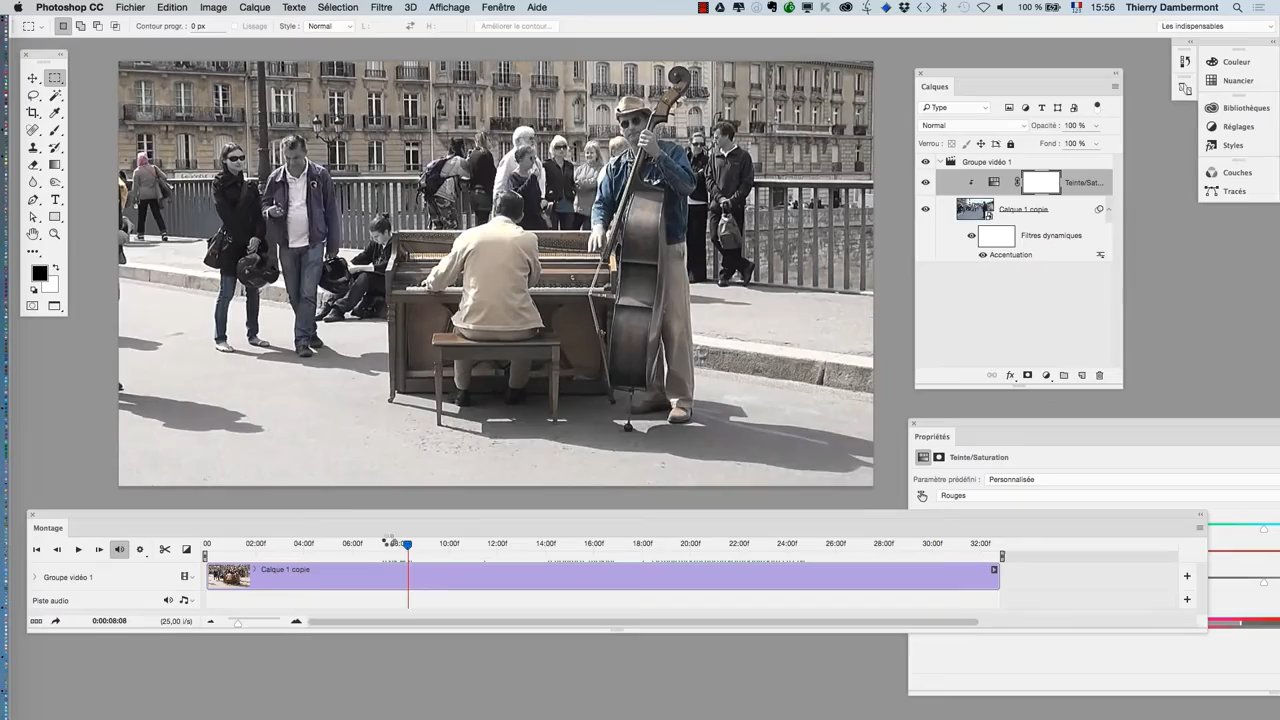 Photoshop CC Fichier Edition Image Calque Texte Sélection Filtre 3D Affichage Fenêtre Aide 100 % 15:56 Thierry Dambermont
Contour progr. : 0 px Lissage Style : Normal L : H : Améliorer le contour... Les indispensables
Calques
Type
Normal Opacité : 100 %
Verrou : Fond : 100 %
Groupe vidéo 1
Teinte/Sat...
Calque 1 copie
Filtres dynamiques
Accentuation
Couleur
Nuancier
Bibliothèques
Réglages
Styles
Couches
Tracés
Propriétés
Teinte/Saturation
Paramètre prédéfini : Personnalisée
Rouges
Montage
00 02:00f 04:00f 06:00f 10:00f 12:00f 14:00f 16:00f 18:00f 20:00f 22:00f 24:00f 26:00f 28:00f 30:00f 32:00f
Groupe vidéo 1 Calque 1 copie
Piste audio
0:00:08:08 (25,00 i/s)